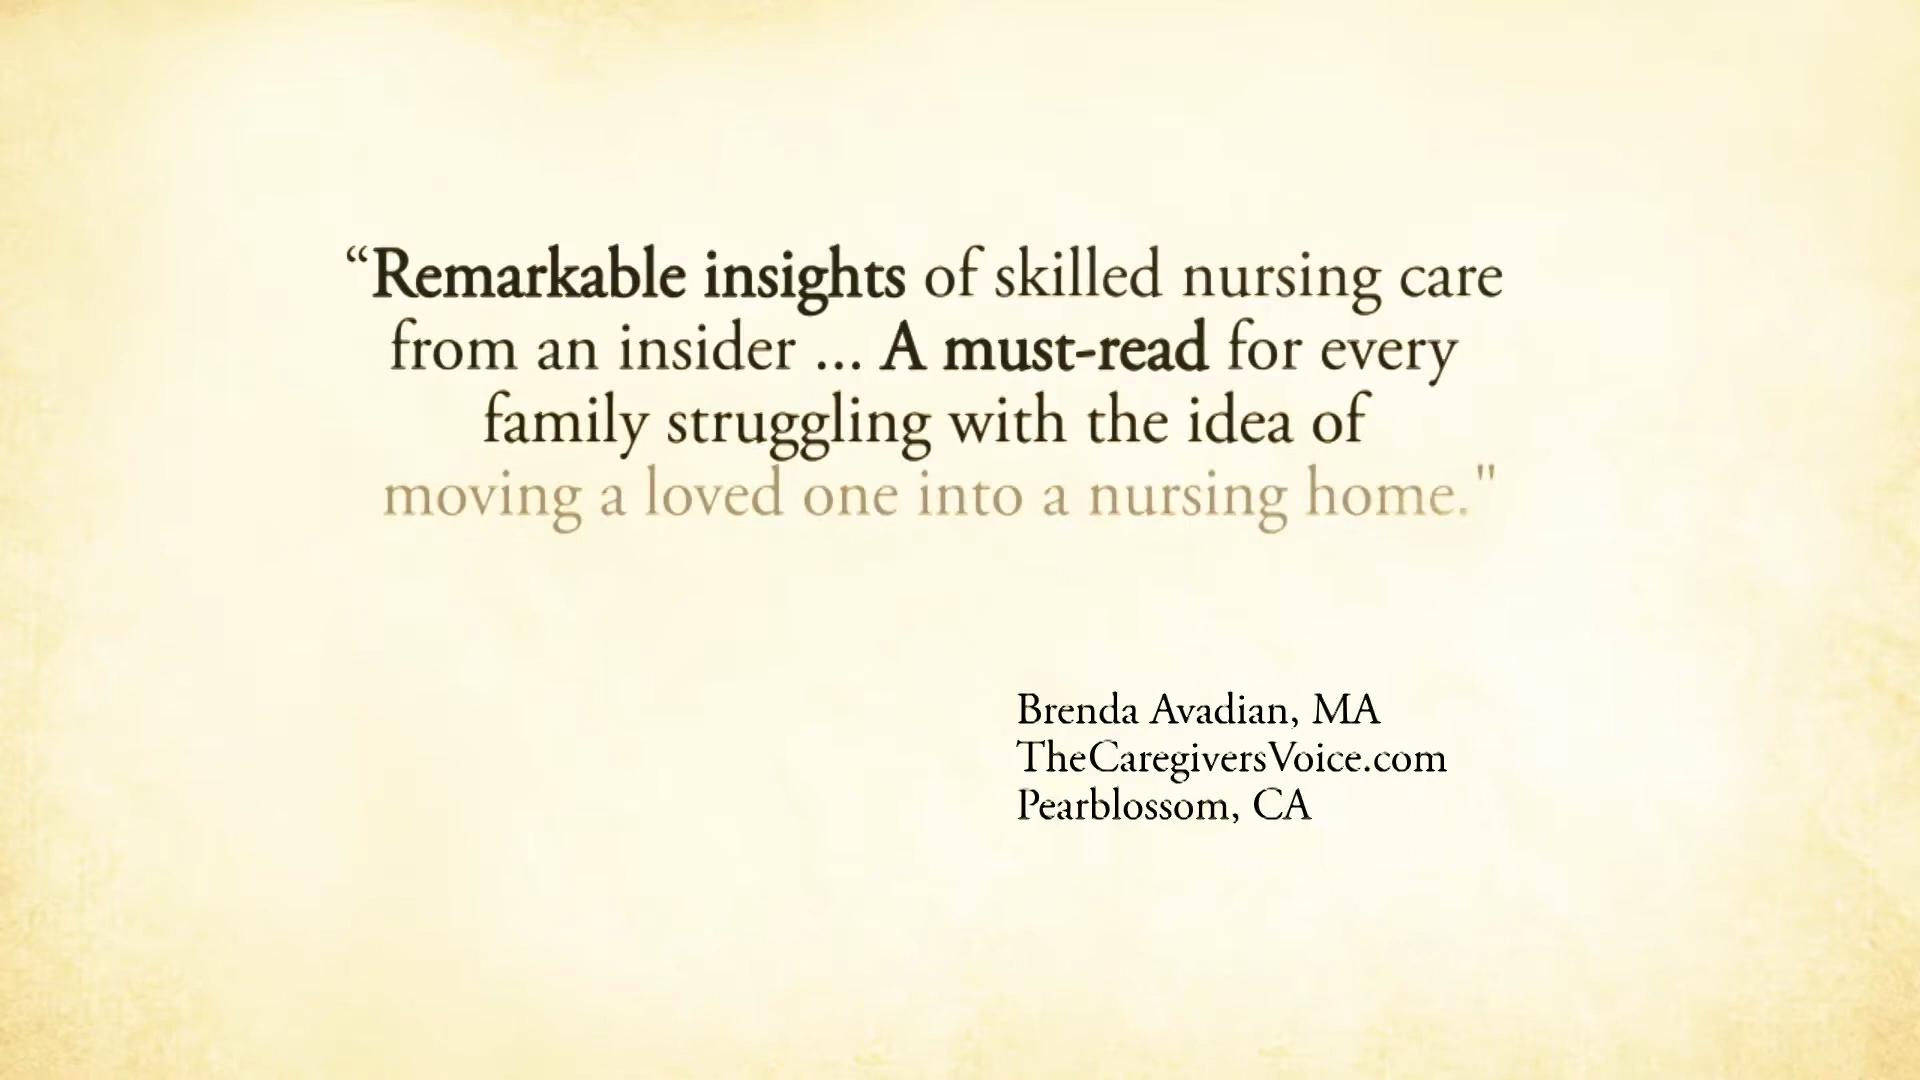 “Remarkable insights of skilled nursing care
from an insider ... A must-read for every
family struggling with the idea of
moving a loved one into a nursing home."
Brenda Avadian, MA
TheCaregiversVoice.com
Pearblossom, CA